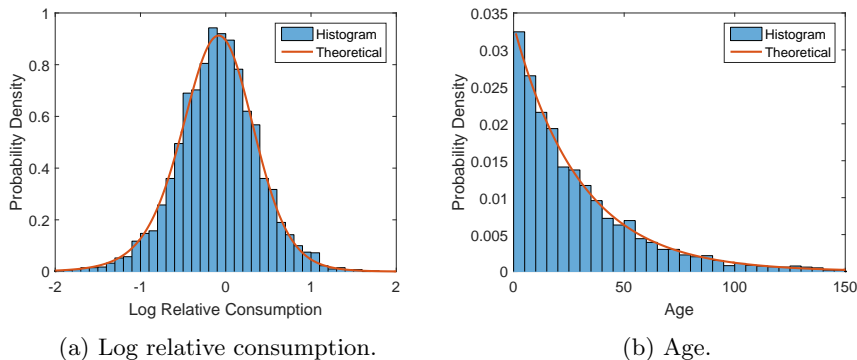 1
0.8
0.6
0.4
0.2
0
Probability Density
-2
-1
0
1
2
Log Relative Consumption
Histogram
Theoretical
(a) Log relative consumption.
0.035
0.03
0.025
0.02
0.015
0.01
0.005
0
Probability Density
0
50
100
150
Age
Histogram
Theoretical
(b) Age.